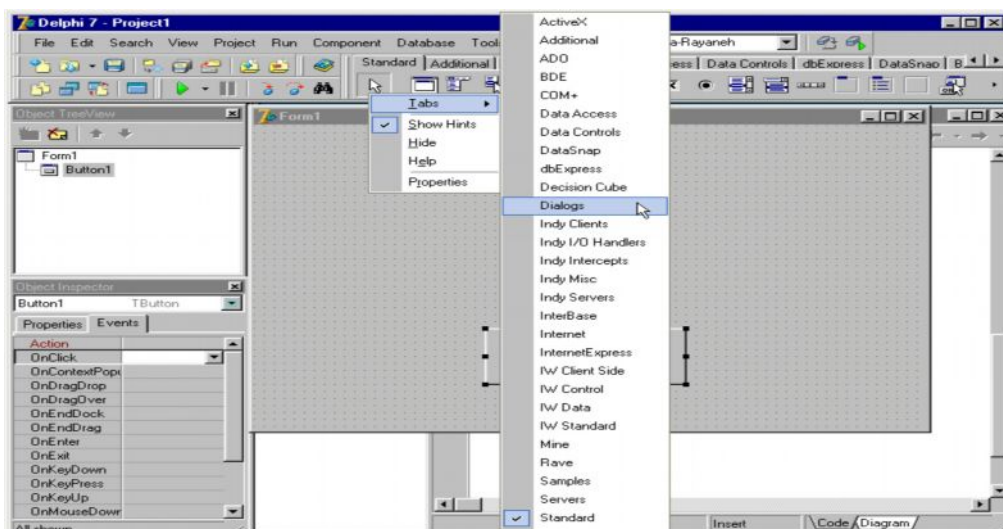 Delphi 7 - Project1
File Edit Search View Project Run Component Database
a-Rayaneh
Standard Additional
Data Controls dbExpress DataSnap B
Object TreeView
Form1
Button1
Form1
Tabs
Show Hints
Hide
Help
Properties
ActiveX
Additional
ADO
BDE
COM+
Data Access
Data Controls
DataSnap
dbExpress
Decision Cube
Dialogs
Indy Clients
Indy I/O Handlers
Indy Intercepts
Indy Misc
Indy Servers
InterBase
Internet
InternetExpress
IW Client Side
IW Control
IW Data
IW Standard
Mine
Rave
Samples
Servers
Standard
Object Inspector
Button1 TButton
Properties Events
Action
OnClick
OnContextPopu
OnDragDrop
OnDragOver
OnEndDock
OnEndDrag
OnEnter
OnExit
OnKeyDown
OnKeyPress
OnKeyUp
OnMouseDown
All shown
Insert
Code Diagram